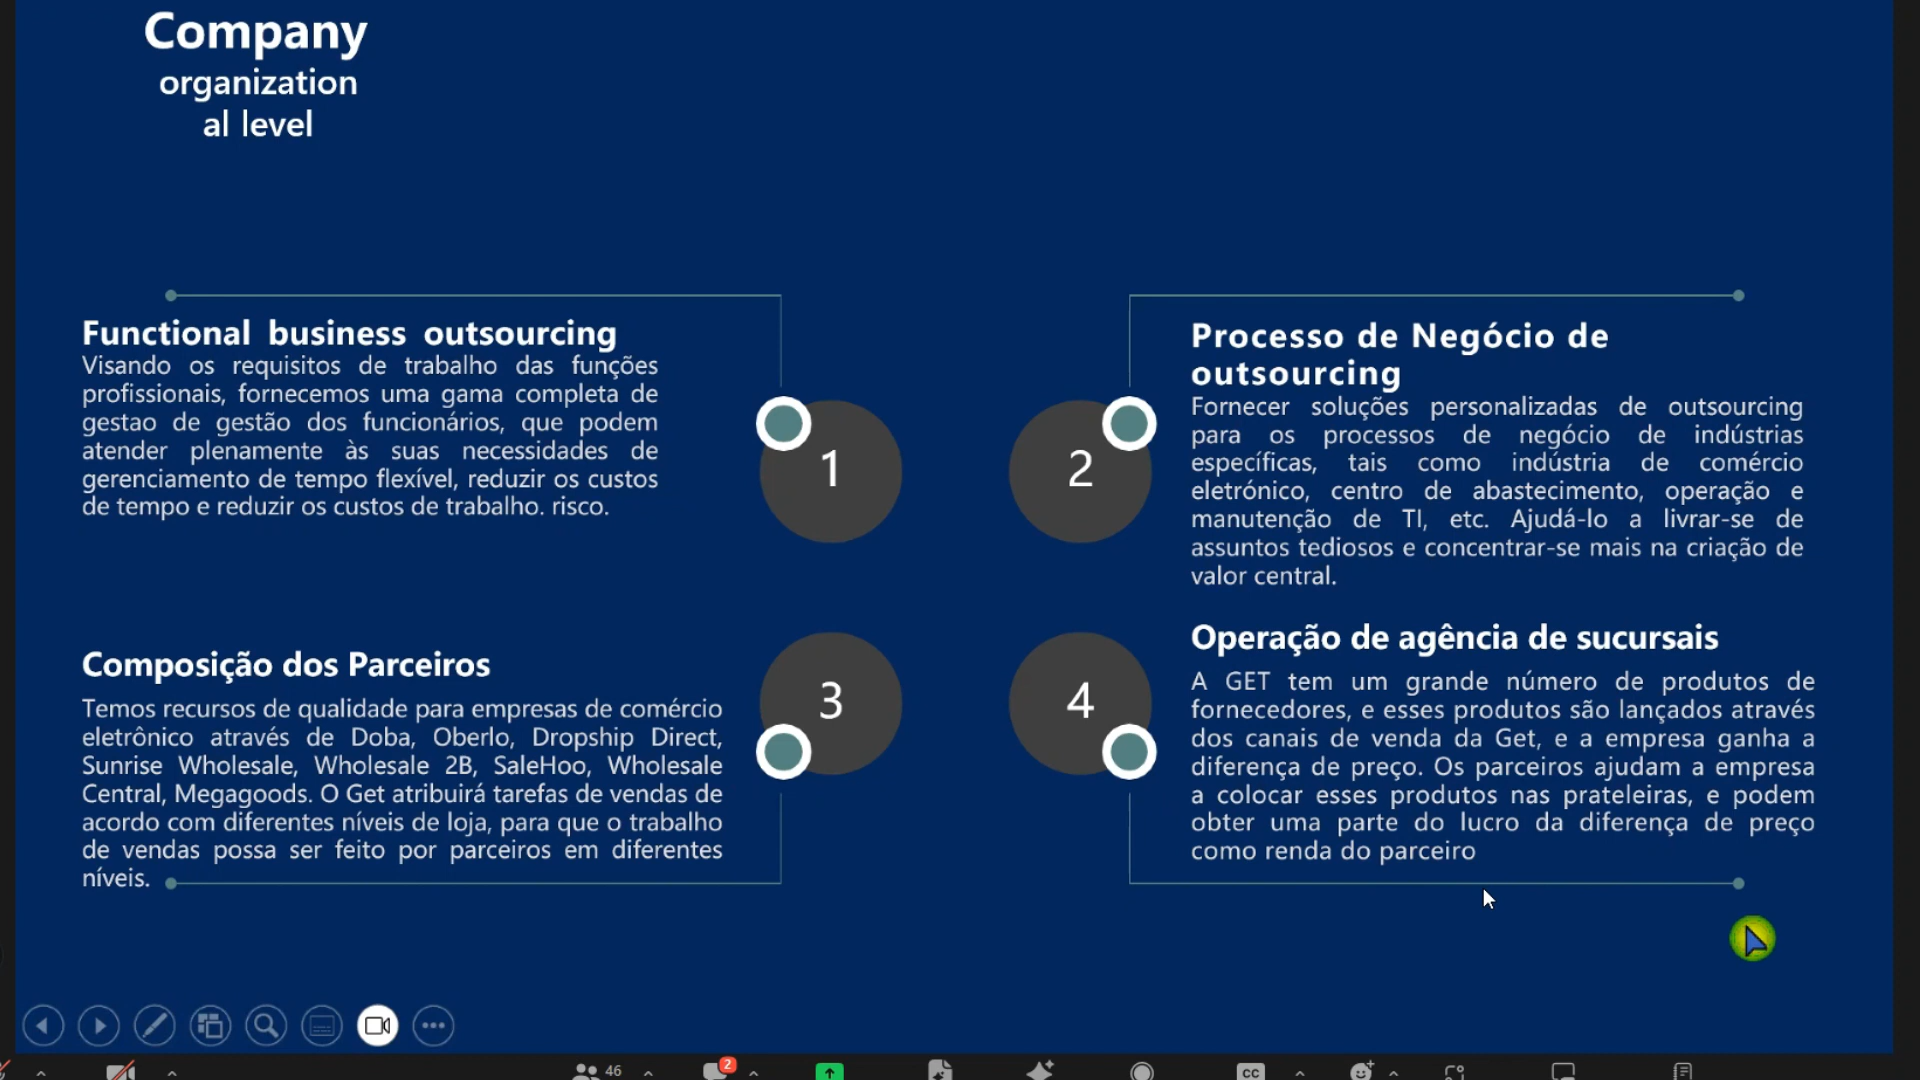 Company
organization
al level
Functional business outsourcing
Visando os requisitos de trabalho das funções
profissionais, fornecemos uma gama completa de
gestao de gestão dos funcionários, que podem
atender plenamente às suas necessidades de
gerenciamento de tempo flexível, reduzir os custos
de tempo e reduzir os custos de trabalho. risco.
1
2
Processo de Negócio de
outsourcing
Fornecer soluções personalizadas de outsourcing
para os processos de negócio de indústrias
específicas, tais como indústria de comércio
eletrónico, centro de abastecimento, operação e
manutenção de TI, etc. Ajudá-lo a livrar-se de
assuntos tediosos e concentrar-se mais na criação de
valor central.
Composição dos Parceiros
Temos recursos de qualidade para empresas de comércio
eletrônico através de Doba, Oberlo, Dropship Direct,
Sunrise Wholesale, Wholesale 2B, SaleHoo, Wholesale
Central, Megagoods. O Get atribuirá tarefas de vendas de
acordo com diferentes níveis de loja, para que o trabalho
de vendas possa ser feito por parceiros em diferentes
níveis.
3
4
Operação de agência de sucursais
A GET tem um grande número de produtos de
fornecedores, e esses produtos são lançados através
dos canais de venda da Get, e a empresa ganha a
diferença de preço. Os parceiros ajudam a empresa
a colocar esses produtos nas prateleiras, e podem
obter uma parte do lucro da diferença de preço
como renda do parceiro
46
2
CC